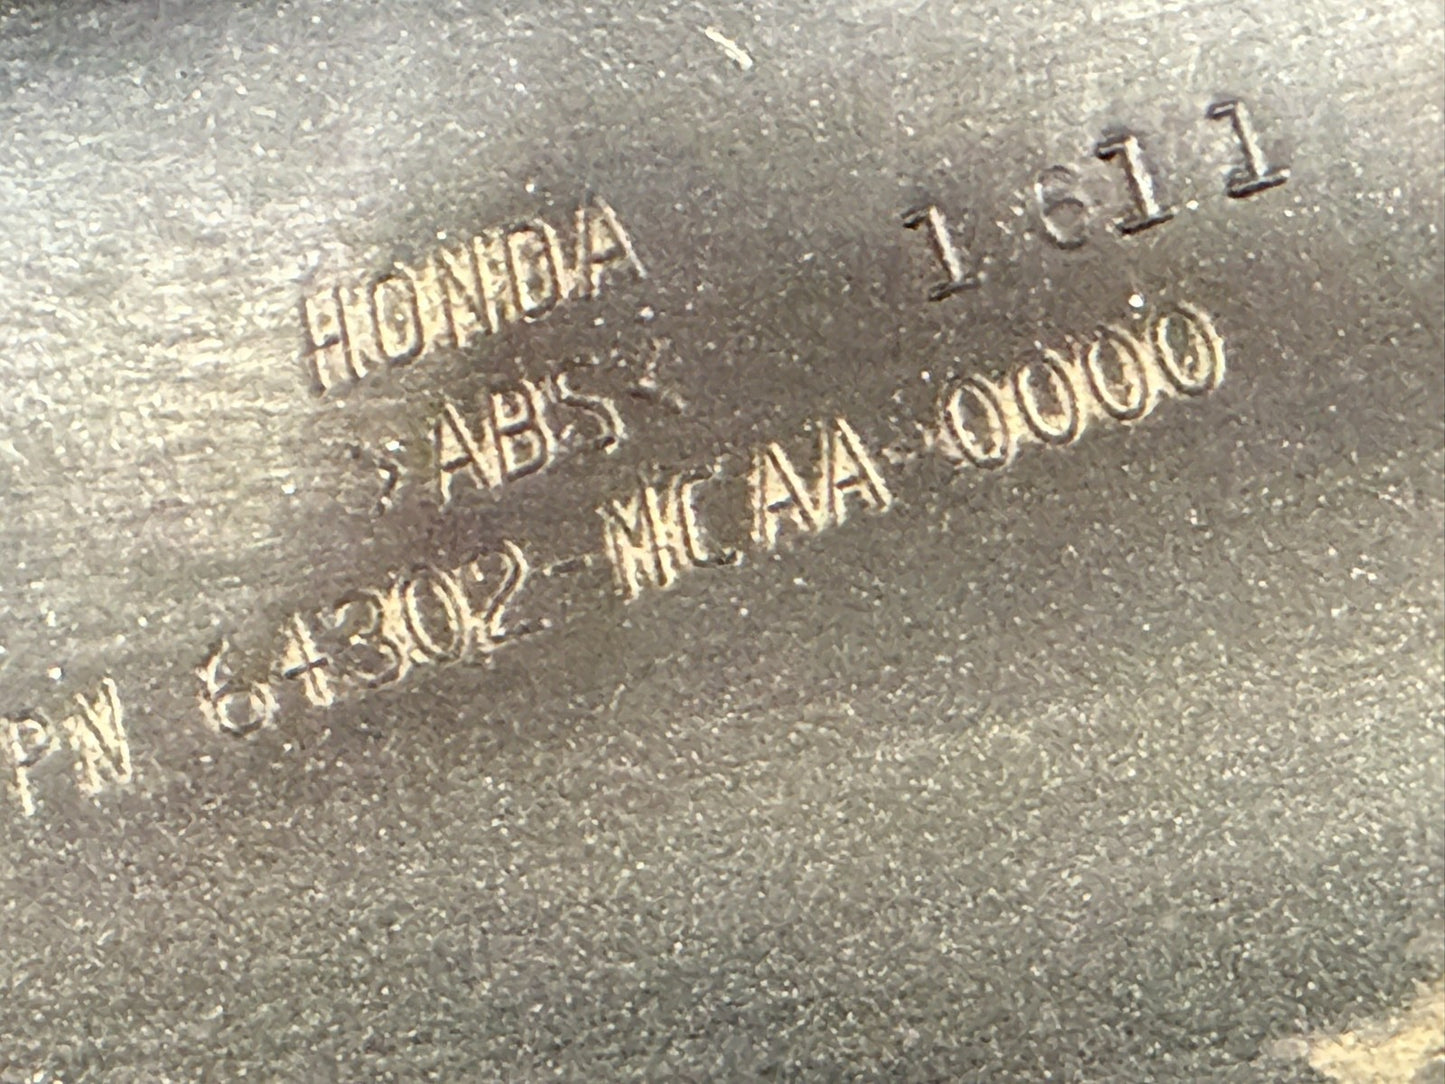 HONDA
1 611
>ABS<
PN 64302-MCAA-0000